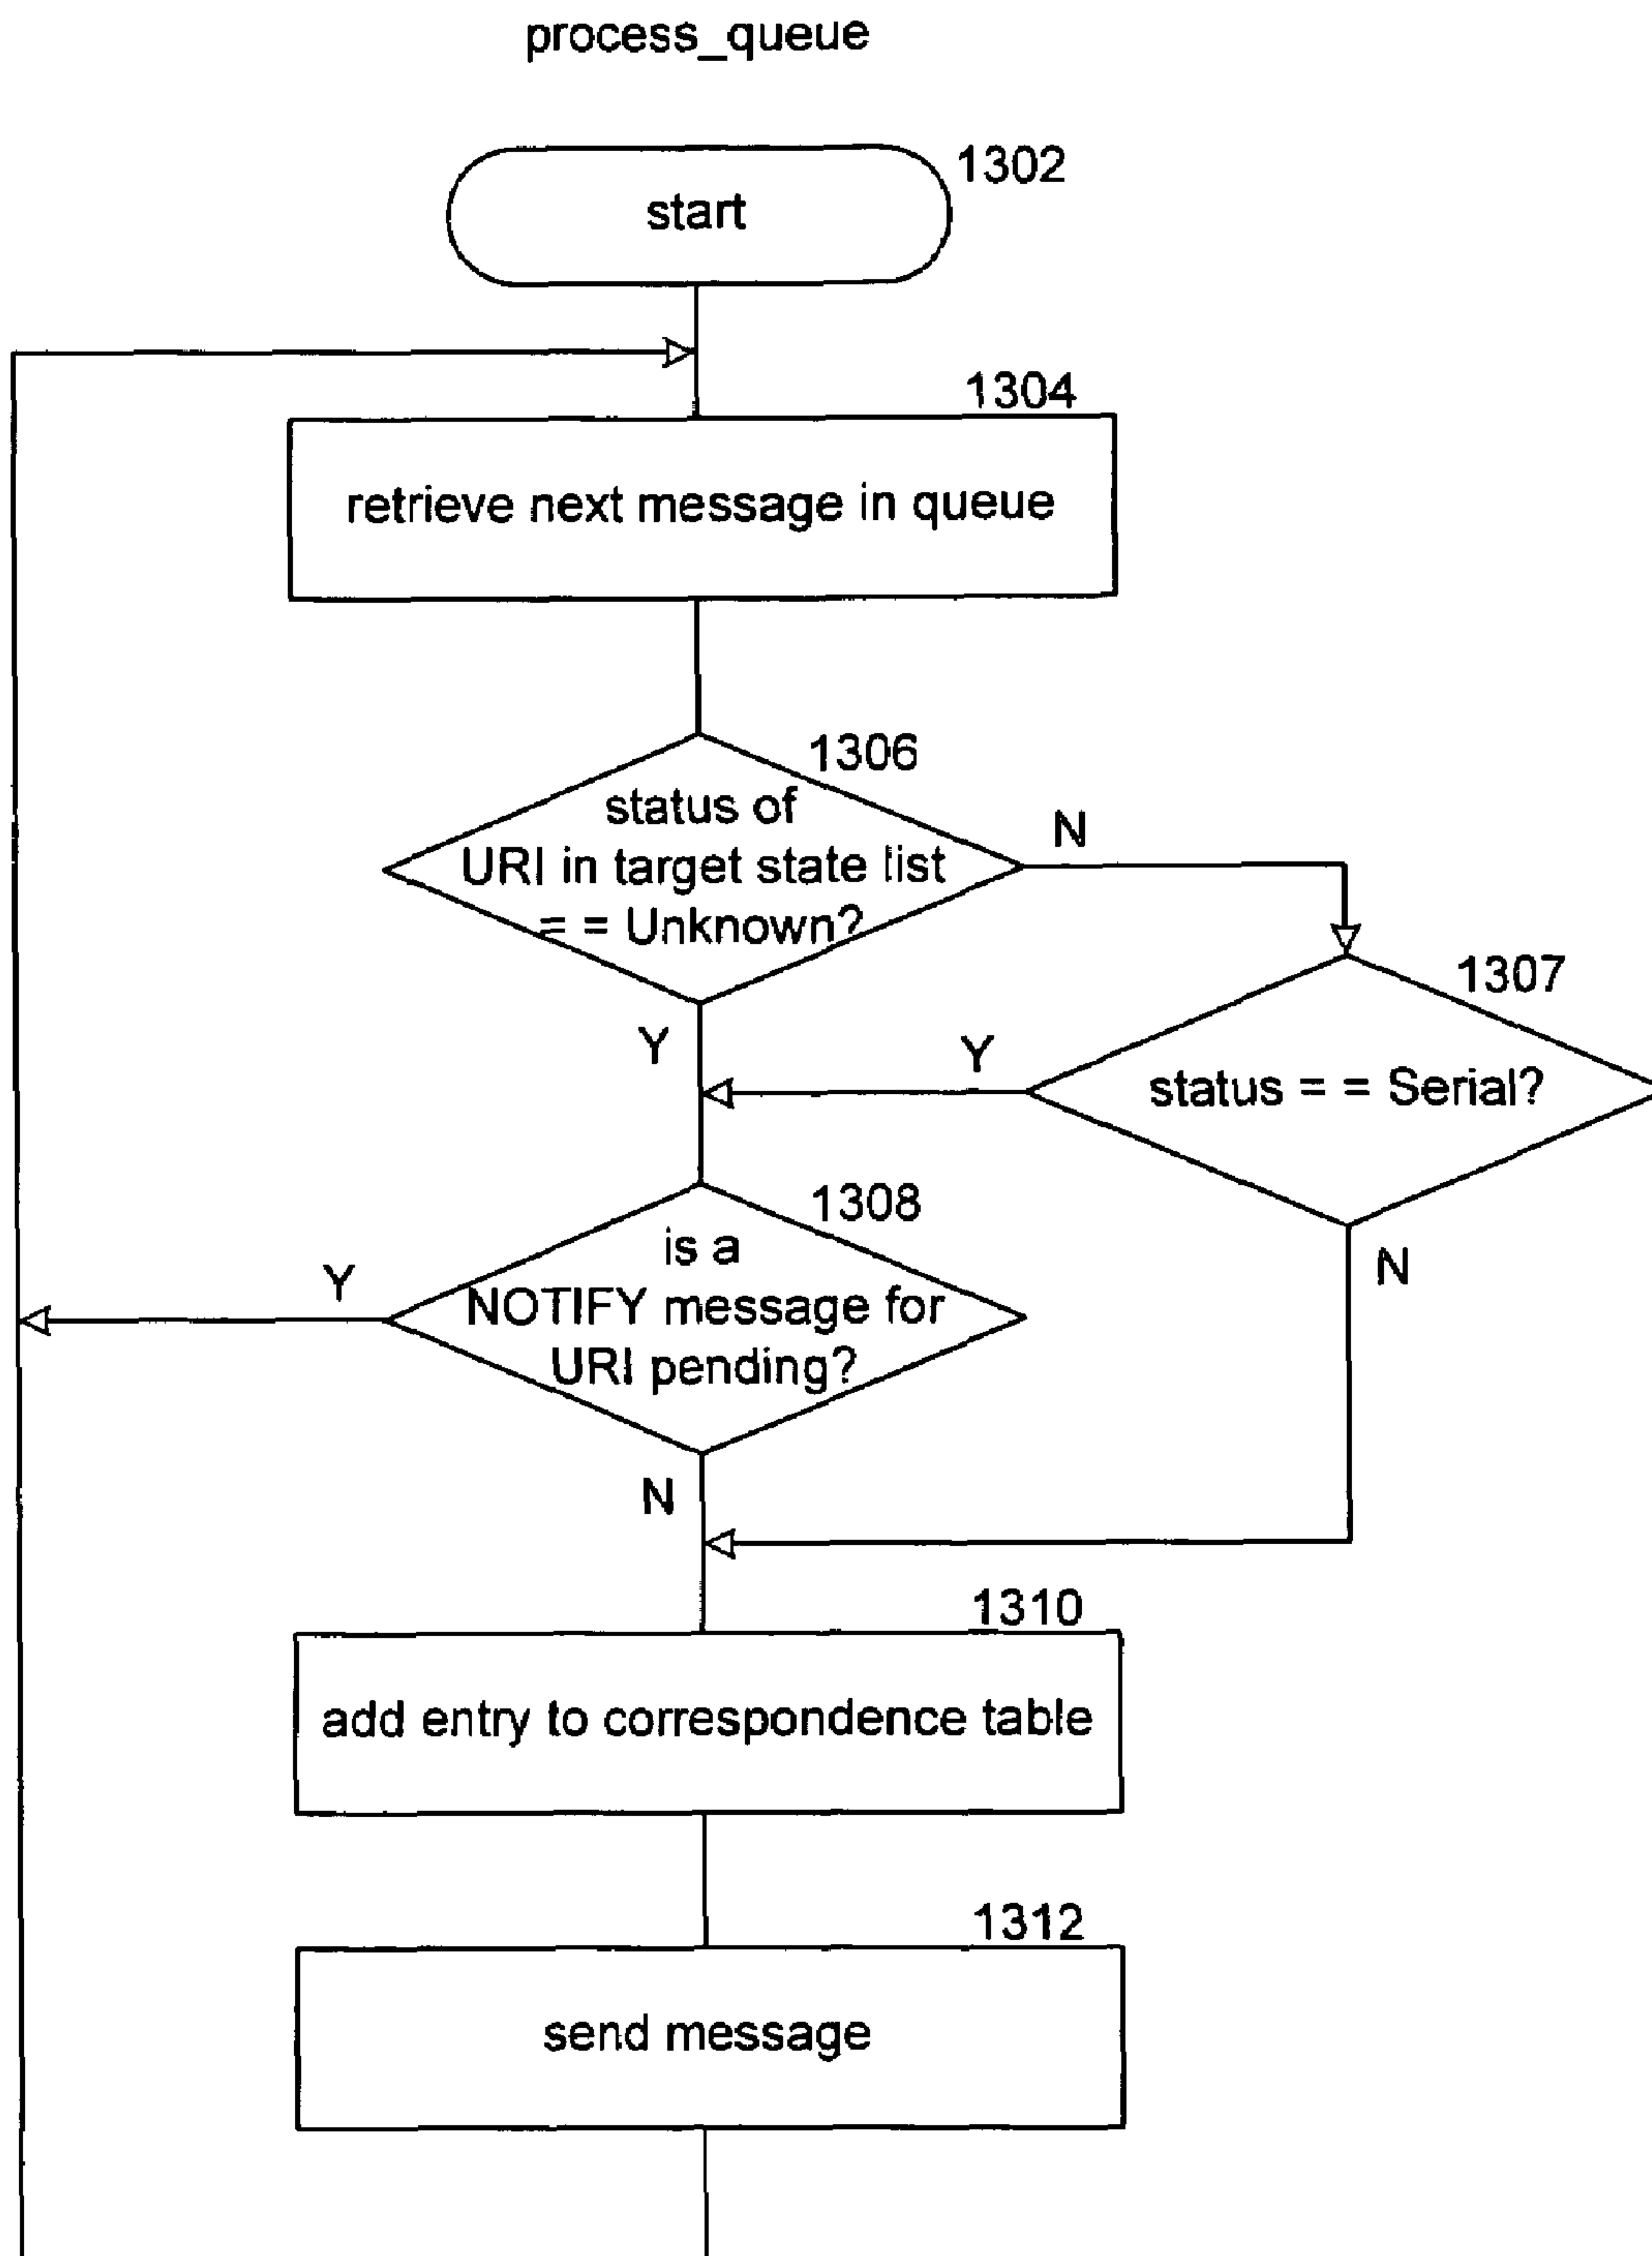 process_queue
1302
start
1304
retrieve next message in queue
1306
status of
URI in target state list
= = Unknown?
N
1307
Y
Y
status = = Serial?
1308
is a
NOTIFY message for
URI pending?
Y
N
N
1310
add entry to correspondence table
1312
send message